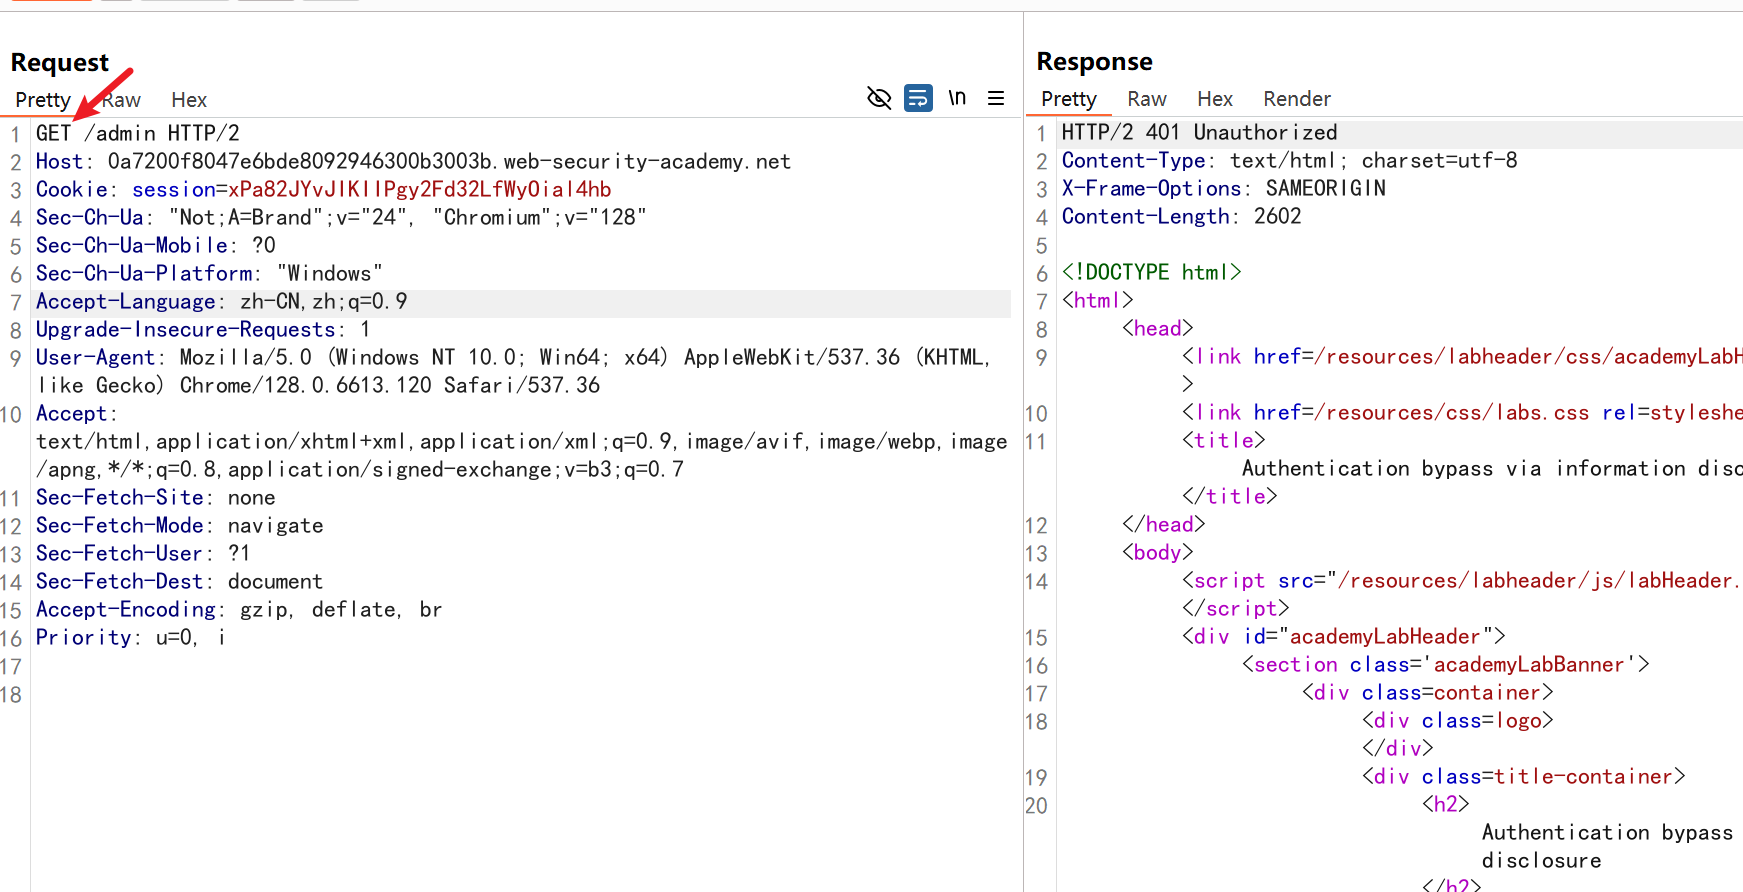 Request
Pretty Raw Hex
\n
1 GET /admin HTTP/2
2 Host: 0a7200f8047e6bde8092946300b3003b.web-security-academy.net
3 Cookie: session=xPa82JYvJIKIIPgy2Fd32LfWyOial4hb
4 Sec-Ch-Ua: "Not;A=Brand";v="24", "Chromium";v="128"
5 Sec-Ch-Ua-Mobile: ?0
6 Sec-Ch-Ua-Platform: "Windows"
7 Accept-Language: zh-CN,zh;q=0.9
8 Upgrade-Insecure-Requests: 1
9 User-Agent: Mozilla/5.0 (Windows NT 10.0; Win64; x64) AppleWebKit/537.36 (KHTML,
like Gecko) Chrome/128.0.6613.120 Safari/537.36
10 Accept:
text/html,application/xhtml+xml,application/xml;q=0.9,image/avif,image/webp,image
/apng,*/*;q=0.8,application/signed-exchange;v=b3;q=0.7
11 Sec-Fetch-Site: none
12 Sec-Fetch-Mode: navigate
13 Sec-Fetch-User: ?1
14 Sec-Fetch-Dest: document
15 Accept-Encoding: gzip, deflate, br
16 Priority: u=0, i
17
18
Response
Pretty Raw Hex Render
1 HTTP/2 401 Unauthorized
2 Content-Type: text/html; charset=utf-8
3 X-Frame-Options: SAMEORIGIN
4 Content-Length: 2602
5
6 <!DOCTYPE html>
7 <html>
8 <head>
9 <link href=/resources/labheader/css/academyLabH
>
10 <link href=/resources/css/labs.css rel=styleshe
11 <title>
Authentication bypass via information disc
</title>
12 </head>
13 <body>
14 <script src="/resources/labheader/js/labHeader.
</script>
15 <div id="academyLabHeader">
16 <section class='academyLabBanner'>
17 <div class=container>
18 <div class=logo>
</div>
19 <div class=title-container>
20 <h2>
Authentication bypass
disclosure
</h2>